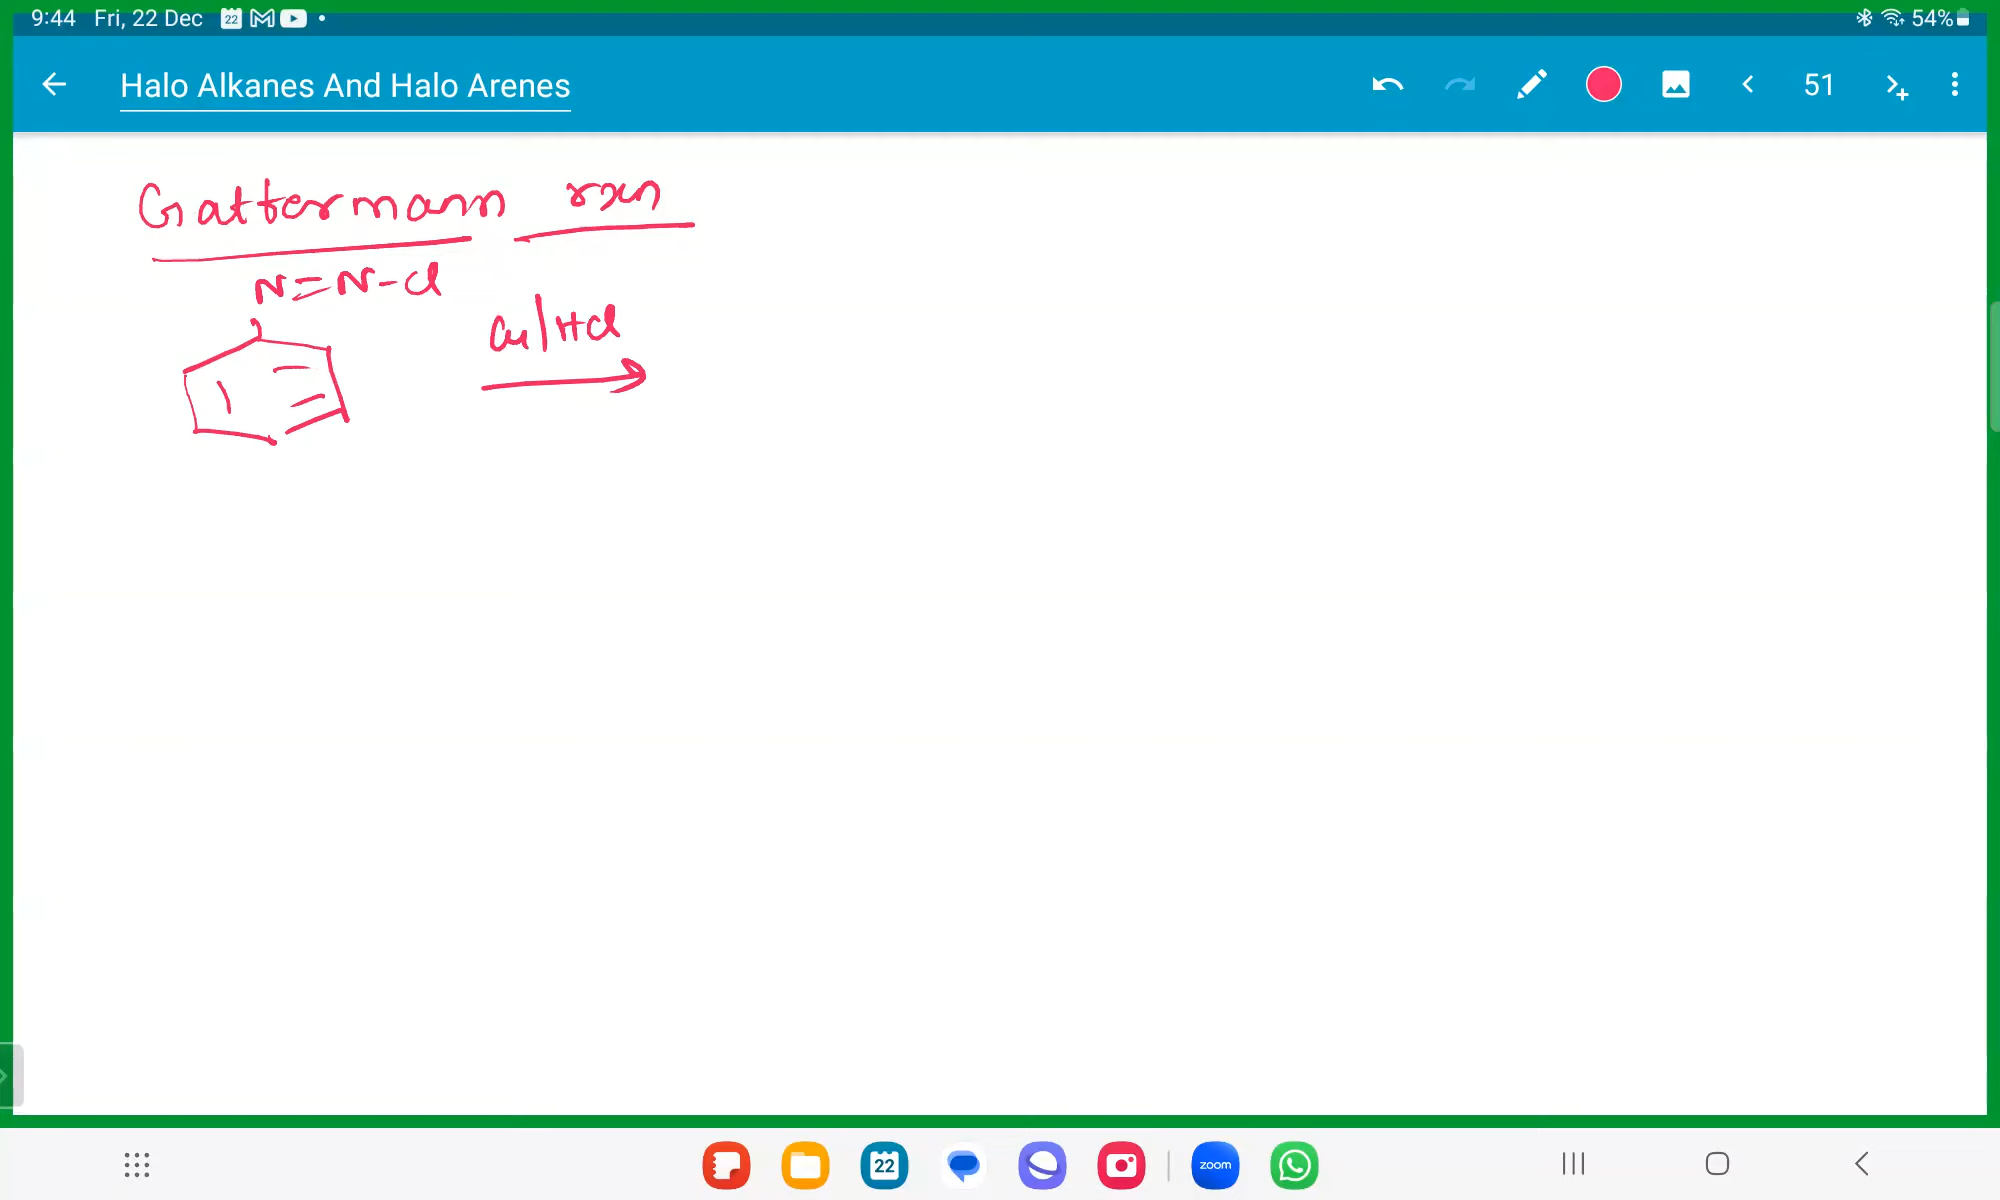 9:44 Fri, 22 Dec 22 54%
Halo Alkanes And Halo Arenes 51
Gattermann rxn
N=N-Cl
Cu/HCl
22 zoom